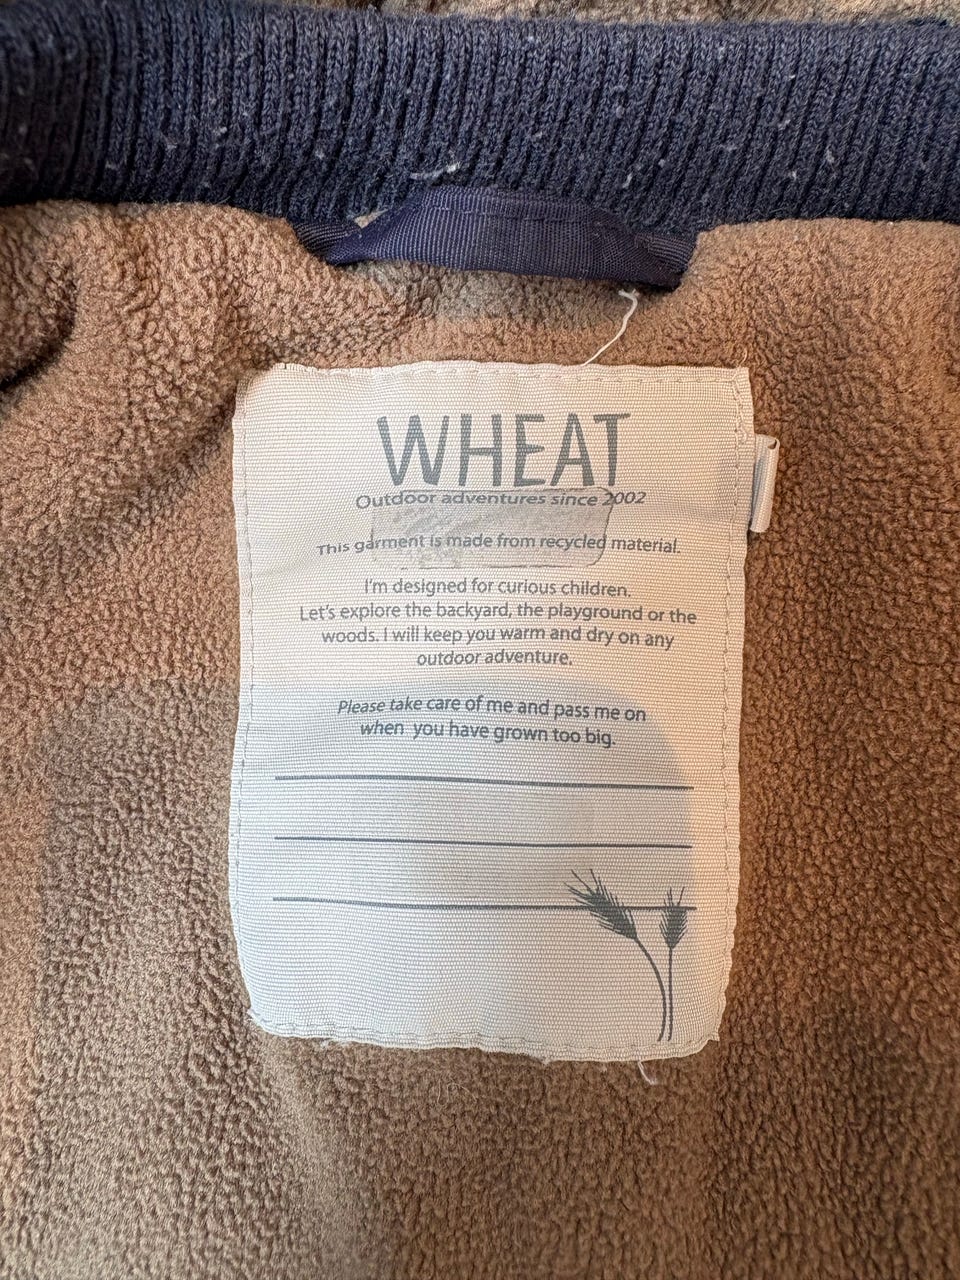 WHEAT
Outdoor adventures since 2002
This garment is made from recycled material.
I'm designed for curious children.
Let's explore the backyard, the playground or the
woods. I will keep you warm and dry on any
outdoor adventure.
Please take care of me and pass me on
when you have grown too big.